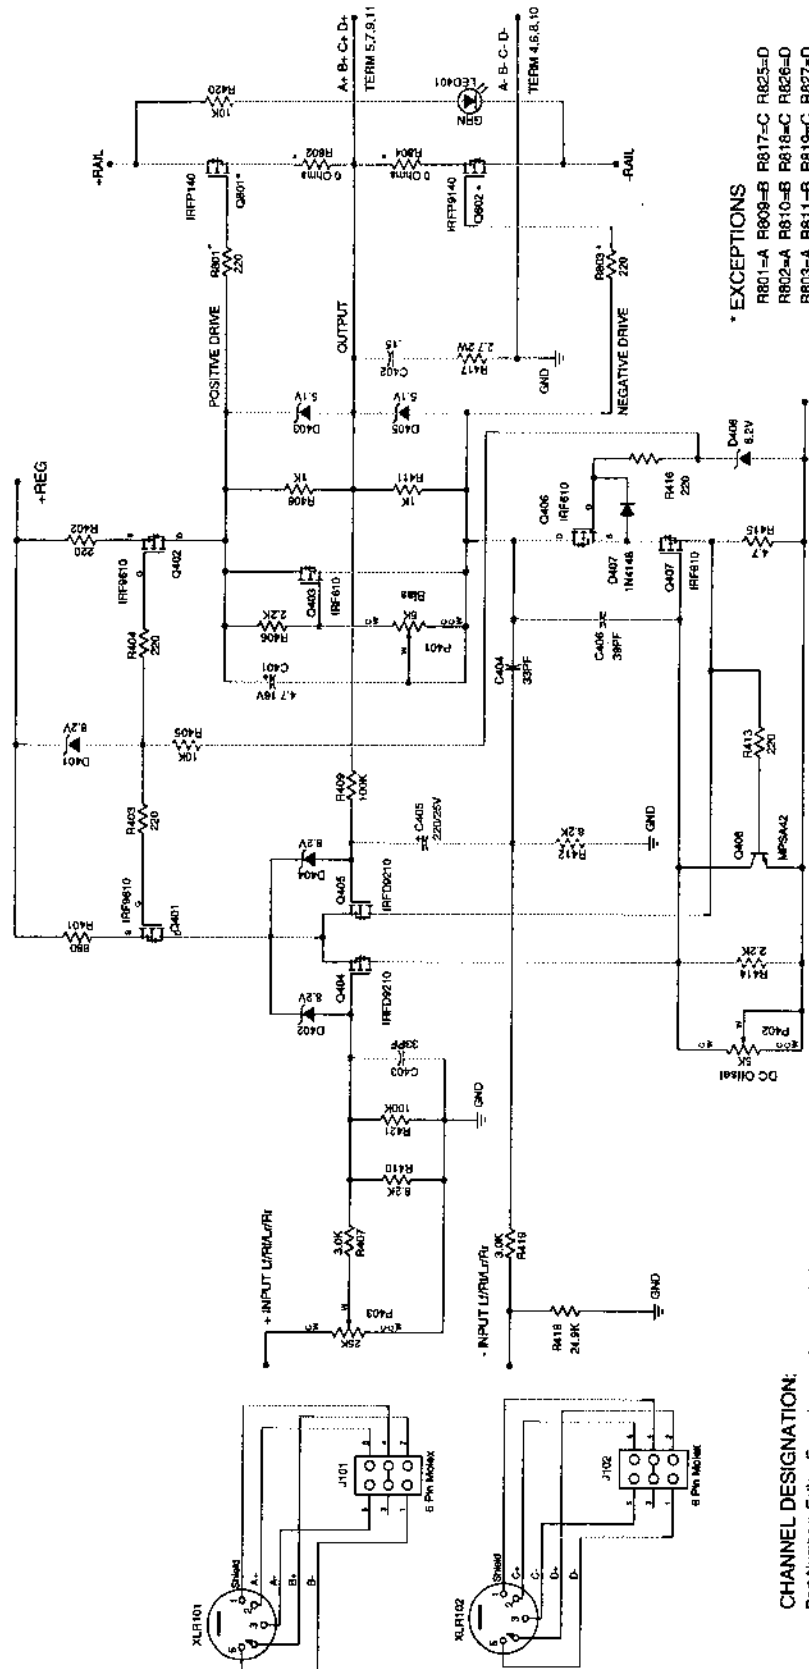 +RAIL
R420
10K
IRFP140
Q801*
R801*
220
R802
0 Ohms
A+ B+ C+ D+
TERM 5,7,9,11
R804
0 Ohms
IRFP9140
Q802*
LED401
GRN
A- B- C- D-
TERM 4,6,8,10
-RAIL
R803*
220
* EXCEPTIONS
R801=A R809=B R817=C R825=D
R802=A R810=B R818=C R826=D
R803=A R811=B R819=C R827=D
POSITIVE DRIVE
OUTPUT
.15
C402
2.7 2W
R417
GND
NEGATIVE DRIVE
5.1V
D403
5.1V
D405
+REG
R402
220
IRF9610
Q402
R404
220
8.2V
D401
R405
10K
R403
220
R401
IRF9610
Q401
1K
R408
R411
1K
2.2K
R406
Q403
IRF610
Bias
5K
P401
C401
4.7 16V
Q406
IRF610
D407
1N4148
Q407
IRF610
R416
220
D408
8.2V
R415
4.7
C404
33PF
C406
39PF
R409
100K
C405
220/25V
8.2K
R412
GND
R413
220
Q408
MPSA42
8.2V
D404
Q405
IRFD9210
Q404
IRFD9210
D402
8.2V
2.2K
R414
P402
5K
DC Offset
33PF
C403
100K
R421
R410
8.2K
GND
3.0K
R407
+ INPUT Lf/Rf/Lr/Rr
P403
25K
- INPUT Lf/Rf/Lr/Rr
3.0K
R419
R418
24.9K
GND
XLR101
Shield
A+
A-
B+
B-
J101
6 Pin Molex
XLR102
Shield
C+
C-
D+
D-
J102
6 Pin Molex
CHANNEL DESIGNATION: